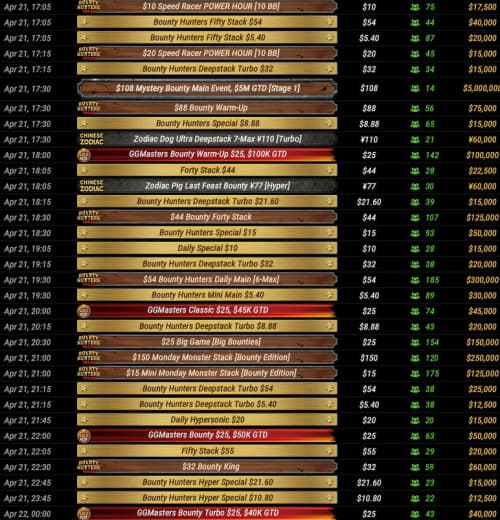 Apr 21, 17:05 BOUNTY HUNTERS $10 Speed Racer POWER HOUR [10 BB] $10 75 $17,500
Apr 21, 17:05 Bounty Hunters Fifty Stack $54 $54 44 $40,000
Apr 21, 17:05 Bounty Hunters Fifty Stack $5.40 $5.40 87 $20,000
Apr 21, 17:15 BOUNTY HUNTERS $20 Speed Racer POWER HOUR [10 BB] $20 45 $15,000
Apr 21, 17:15 Bounty Hunters Deepstack Turbo $32 $32 34 $15,000
Apr 21, 17:30 $108 Mystery Bounty Main Event, $5M GTD [Stage 1] $108 14 $5,000,000
Apr 21, 17:30 BOUNTY HUNTERS $88 Bounty Warm-Up $88 56 $75,000
Apr 21, 17:30 Bounty Hunters Special $8.88 $8.88 65 $15,000
Apr 21, 17:30 CHINESE ZODIAC Zodiac Dog Ultra Deepstack 7-Max ¥110 [Turbo] ¥110 21 $60,000
Apr 21, 18:00 GGMasters Bounty Warm-Up $25, $100K GTD $25 142 $100,000
Apr 21, 18:05 Forty Stack $44 $44 28 $22,500
Apr 21, 18:05 CHINESE ZODIAC Zodiac Pig Last Feast Bounty ¥77 [Hyper] ¥77 30 $60,000
Apr 21, 18:15 Bounty Hunters Deepstack Turbo $21.60 $21.60 39 $15,000
Apr 21, 18:30 BOUNTY HUNTERS $44 Bounty Forty Stack $44 107 $125,000
Apr 21, 18:30 Bounty Hunters Special $15 $15 93 $50,000
Apr 21, 19:05 Daily Special $10 $10 28 $15,000
Apr 21, 19:15 Bounty Hunters Deepstack Turbo $32 $32 38 $20,000
Apr 21, 19:30 BOUNTY HUNTERS $54 Bounty Hunters Daily Main [6-Max] $54 185 $300,000
Apr 21, 19:30 Bounty Hunters Mini Main $5.40 $5.40 89 $30,000
Apr 21, 20:00 GGMasters Classic $25, $45K GTD $25 74 $45,000
Apr 21, 20:15 Bounty Hunters Deepstack Turbo $8.88 $8.88 43 $20,000
Apr 21, 20:30 BOUNTY HUNTERS $25 Big Game [Big Bounties] $25 154 $150,000
Apr 21, 21:00 BOUNTY HUNTERS $150 Monday Monster Stack [Bounty Edition] $150 120 $250,000
Apr 21, 21:00 BOUNTY HUNTERS $15 Mini Monday Monster Stack [Bounty Edition] $15 175 $125,000
Apr 21, 21:15 Bounty Hunters Deepstack Turbo $54 $54 38 $25,000
Apr 21, 21:15 Bounty Hunters Deepstack Turbo $5.40 $5.40 38 $12,500
Apr 21, 21:45 Daily Hypersonic $20 $20 20 $15,000
Apr 21, 22:00 GGMasters Bounty $25, $50K GTD $25 63 $50,000
Apr 21, 22:05 Fifty Stack $55 $55 29 $20,000
Apr 21, 22:30 BOUNTY HUNTERS $32 Bounty King $32 59 $60,000
Apr 21, 22:45 Bounty Hunters Hyper Special $21.60 $21.60 23 $15,000
Apr 21, 23:45 Bounty Hunters Hyper Special $10.80 $10.80 22 $12,500
Apr 22, 00:00 GGMasters Bounty Turbo $25, $40K GTD $25 43 $40,000